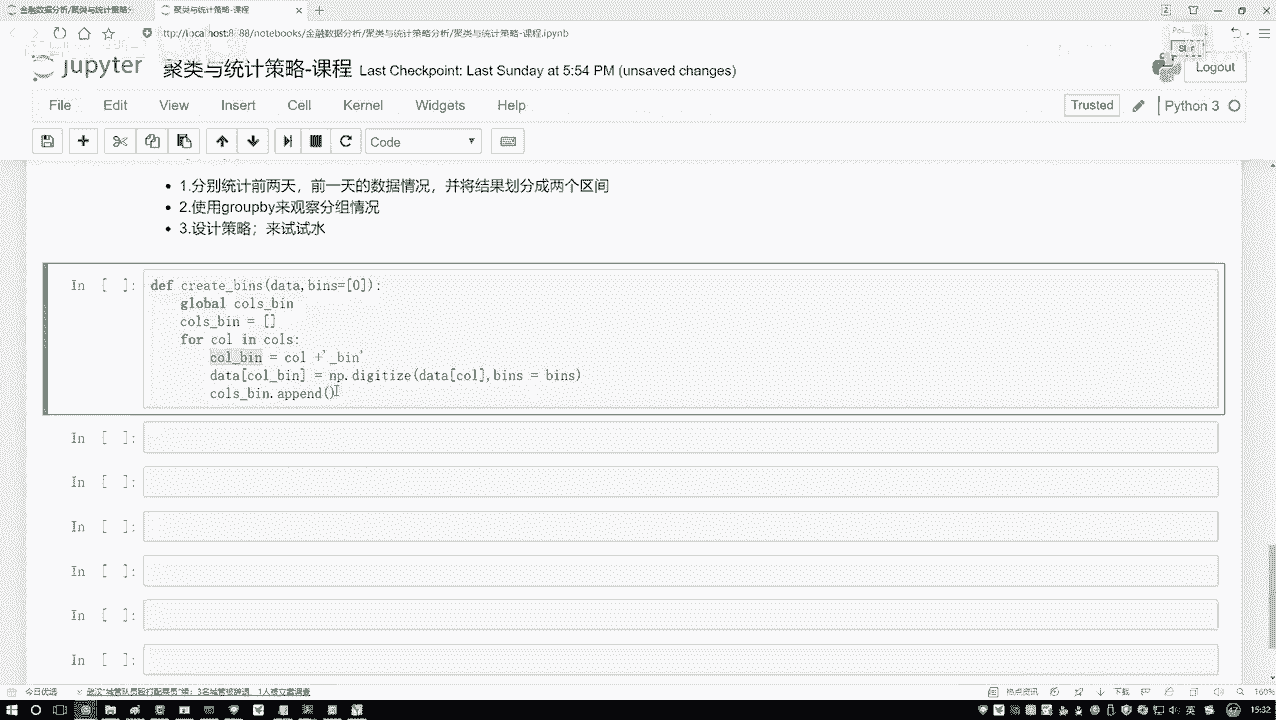 金融数据分析/聚类与统计策略分
聚类与统计策略-课程
ttp://localhost:8888/notebooks/金融数据分析/聚类与统计策略分析/聚类与统计策略-课程.ipynb
jupyter 聚类与统计策略-课程 Last Checkpoint: Last Sunday at 5:54 PM (unsaved changes)
Logout
File Edit View Insert Cell Kernel Widgets Help
Trusted Python 3
Code
1.分别统计前两天，前一天的数据情况，并将结果划分成两个区间
2.使用groupby来观察分组情况
3.设计策略；来试试水
In [ ]:
def create_bins(data,bins=[0]):
global cols_bin
cols_bin = []
for col in cols:
col_bin = col +'_bin'
data[col_bin] = np.digitize(data[col],bins = bins)
cols_bin.append()
In [ ]:
In [ ]:
In [ ]:
In [ ]:
In [ ]:
In [ ]:
今日优选
热点资讯
下载
160%
英
15:32